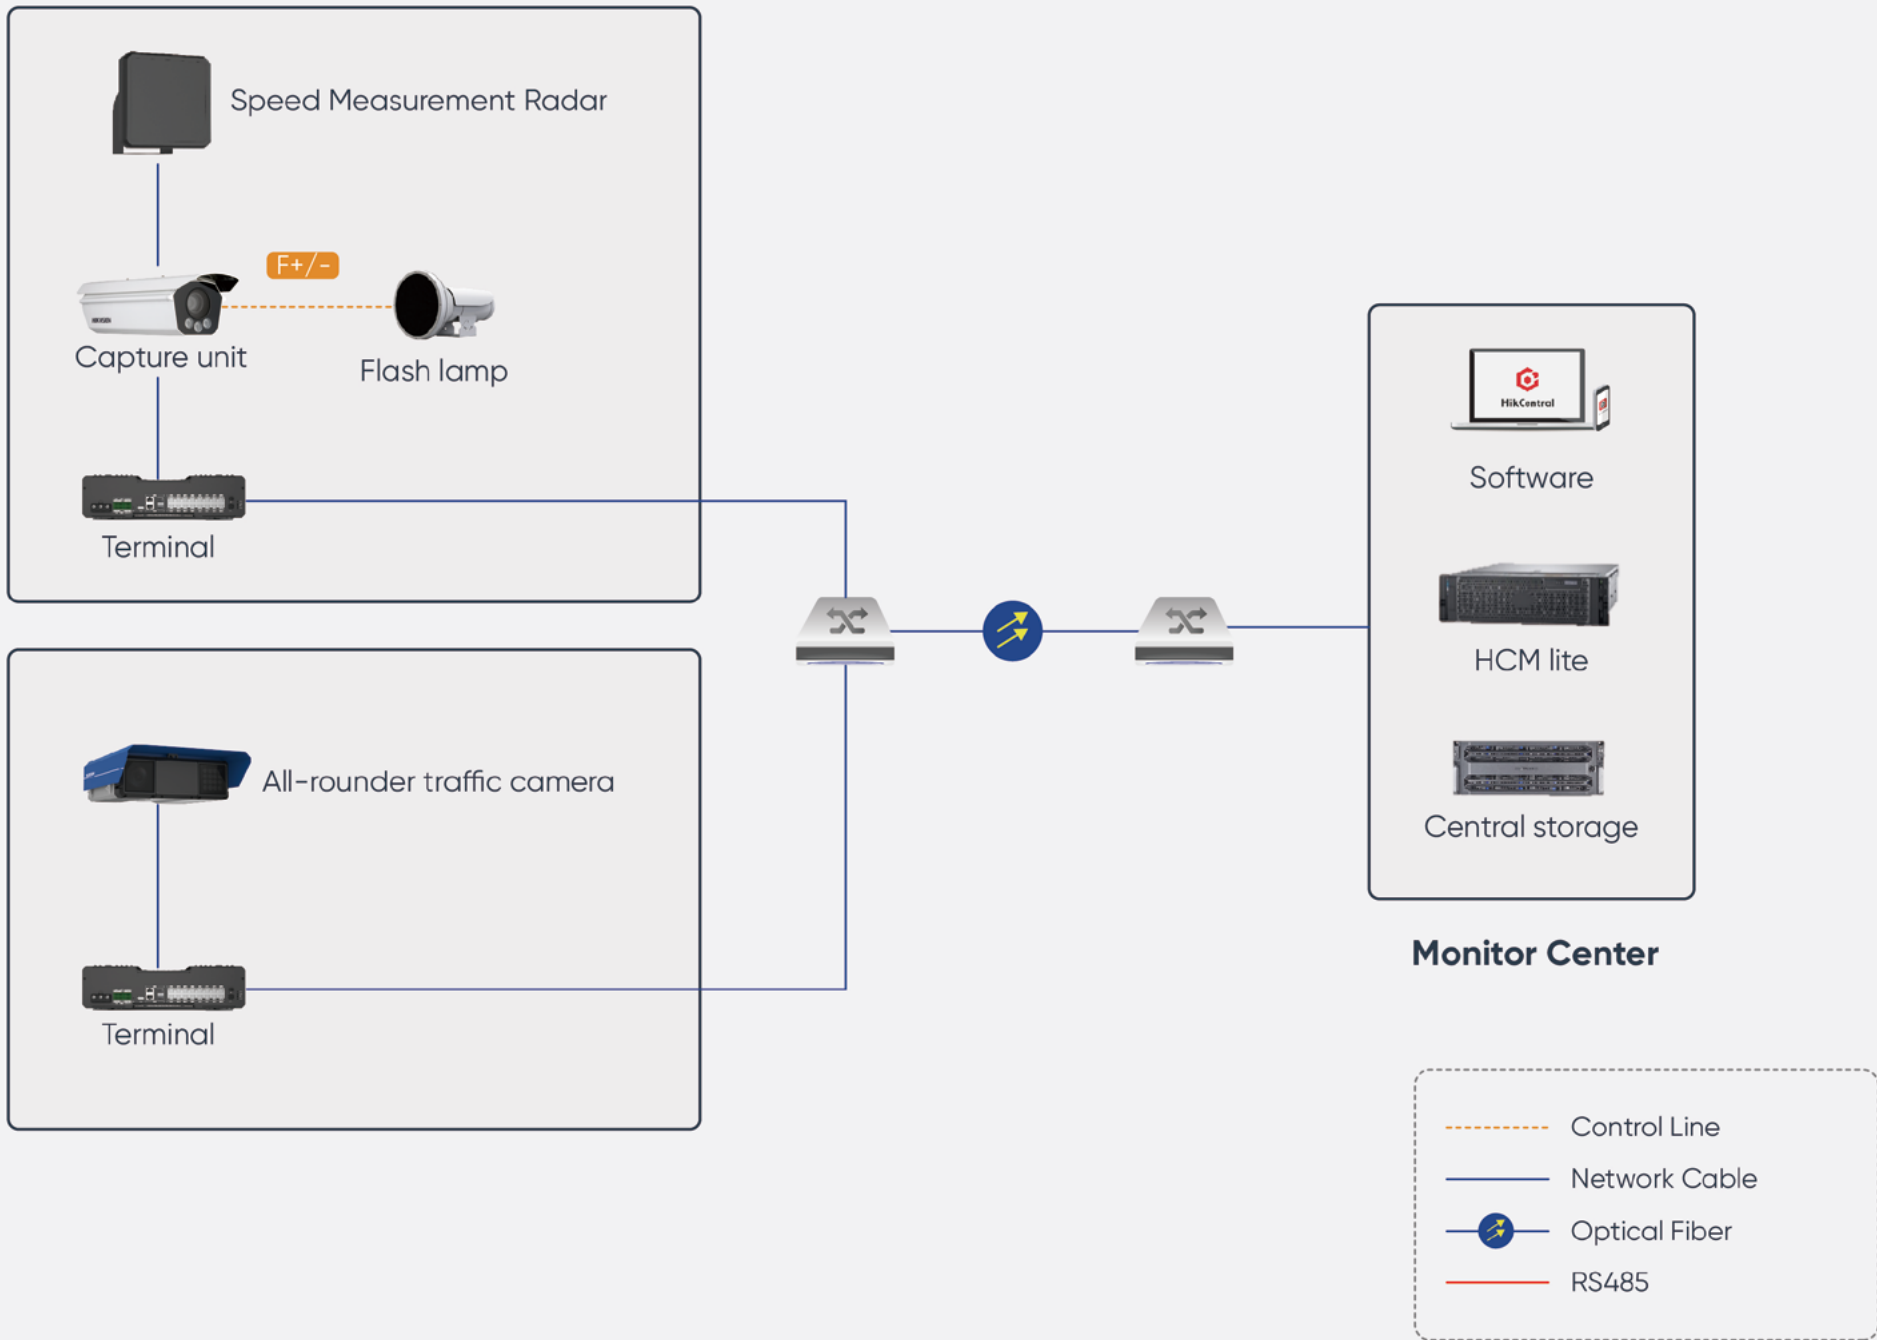 Speed Measurement Radar
F+/-
HIKVISION
Capture unit
Flash lamp
Terminal
All-rounder traffic camera
Terminal
HikCentral
Software
HCM lite
Central storage
Monitor Center
Control Line
Network Cable
Optical Fiber
RS485